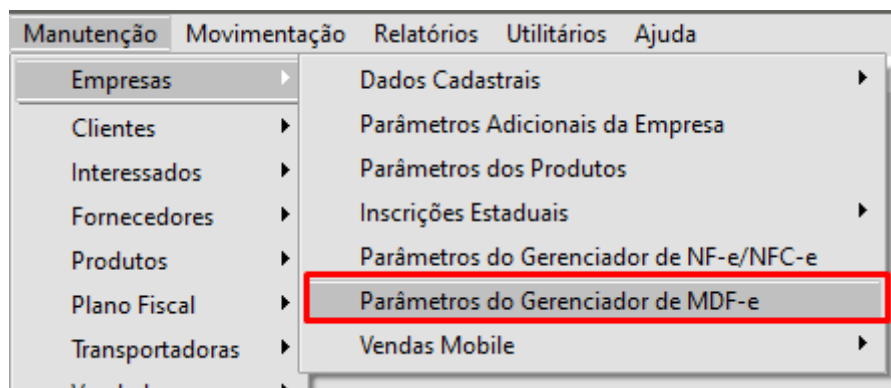 Manutenção Movimentação Relatórios Utilitários Ajuda
Empresas
Clientes
Interessados
Fornecedores
Produtos
Plano Fiscal
Transportadoras
Dados Cadastrais
Parâmetros Adicionais da Empresa
Parâmetros dos Produtos
Inscrições Estaduais
Parâmetros do Gerenciador de NF-e/NFC-e
Parâmetros do Gerenciador de MDF-e
Vendas Mobile